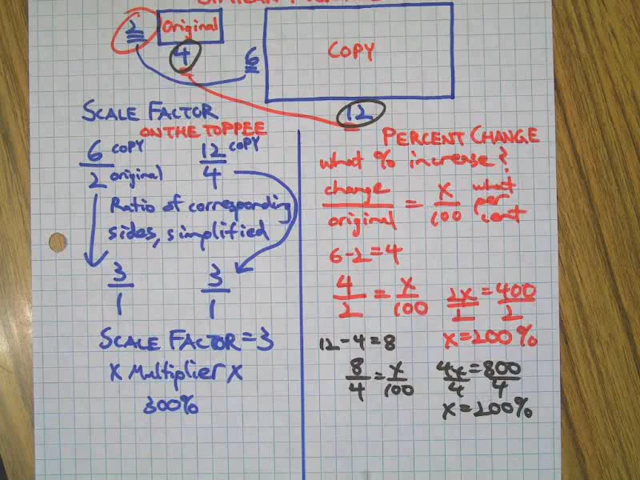 2
Original
4
6
COPY
12
SCALE FACTOR
ON THE TOPPEE
6 COPY
2 original
12 COPY
4
Ratio of corresponding
sides, simplified
3
1
3
1
SCALE FACTOR = 3
x Multiplier x
300%
PERCENT CHANGE
What % increase?
change
original
= x
100
what
per
cent
6-2=4
4/2 = x/100
2x/2 = 400/2
x=200%
12-4=8
8/4 = x/100
4x/4 = 800/4
x=200%